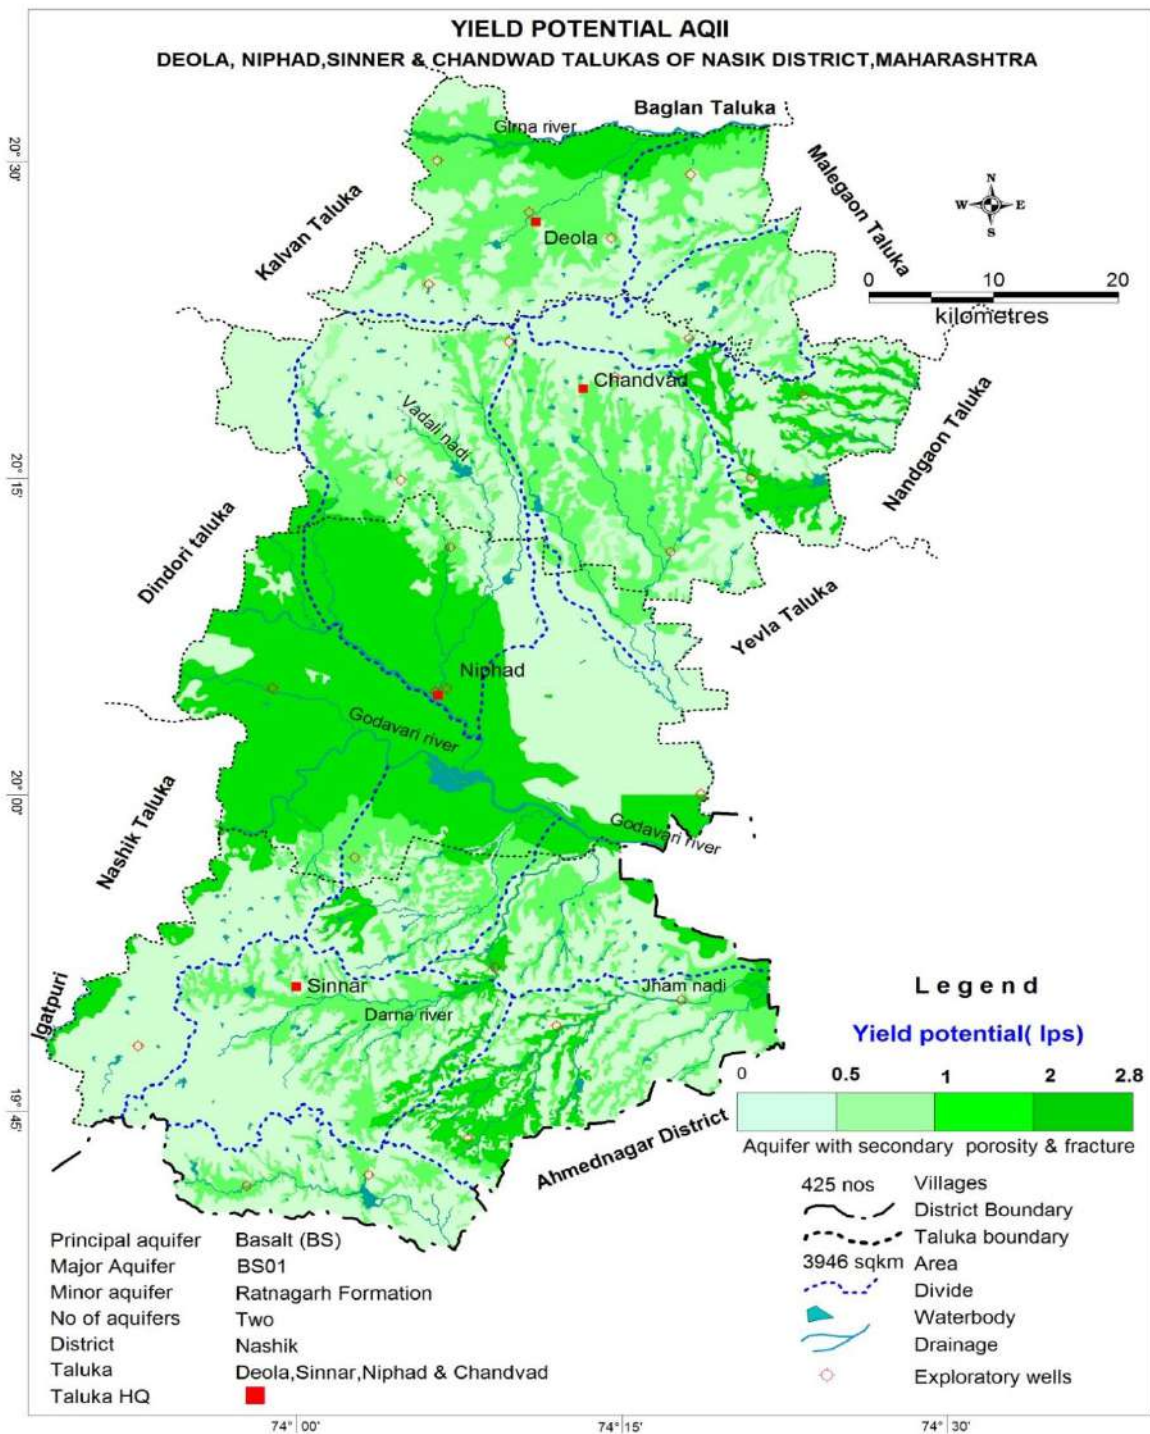 YIELD POTENTIAL AQII
DEOLA, NIPHAD,SINNER & CHANDWAD TALUKAS OF NASIK DISTRICT,MAHARASHTRA
Baglan Taluka
Girna river
20° 30'
Malegaon Taluka
Kalvan Taluka
N
W E
S
Deola
0 10 20
kilometres
Chandvad
Nandgaon Taluka
Vadali nadi
20° 15'
Dindori taluka
Yevla Taluka
Niphad
Godavari river
20° 00'
Godavari river
Nashik Taluka
Igatpuri
Sinnar
Jham nadi
Darna river
19° 45'
Ahmednagar District
Legend
Yield potential( lps)
0 0.5 1 2 2.8
Aquifer with secondary porosity & fracture
425 nos Villages
District Boundary
Taluka boundary
3946 sqkm Area
Divide
Waterbody
Drainage
Exploratory wells
Principal aquifer Basalt (BS)
Major Aquifer BS01
Minor aquifer Ratnagarh Formation
No of aquifers Two
District Nashik
Taluka Deola,Sinnar,Niphad & Chandvad
Taluka HQ
74° 00' 74° 15' 74° 30'